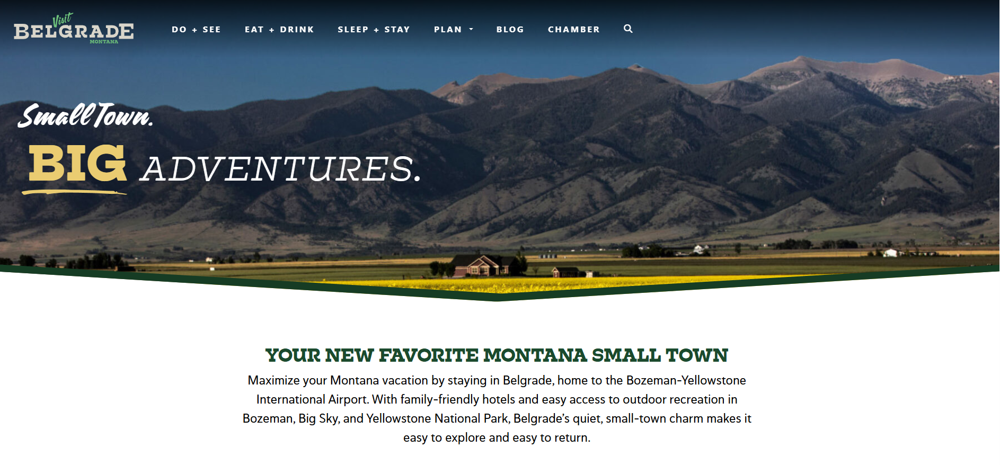 Visit
BELGRADE
MONTANA
DO + SEE
EAT + DRINK
SLEEP + STAY
PLAN
BLOG
CHAMBER
Small Town.
BIG ADVENTURES.
YOUR NEW FAVORITE MONTANA SMALL TOWN
Maximize your Montana vacation by staying in Belgrade, home to the Bozeman-Yellowstone
International Airport. With family-friendly hotels and easy access to outdoor recreation in
Bozeman, Big Sky, and Yellowstone National Park, Belgrade’s quiet, small-town charm makes it
easy to explore and easy to return.